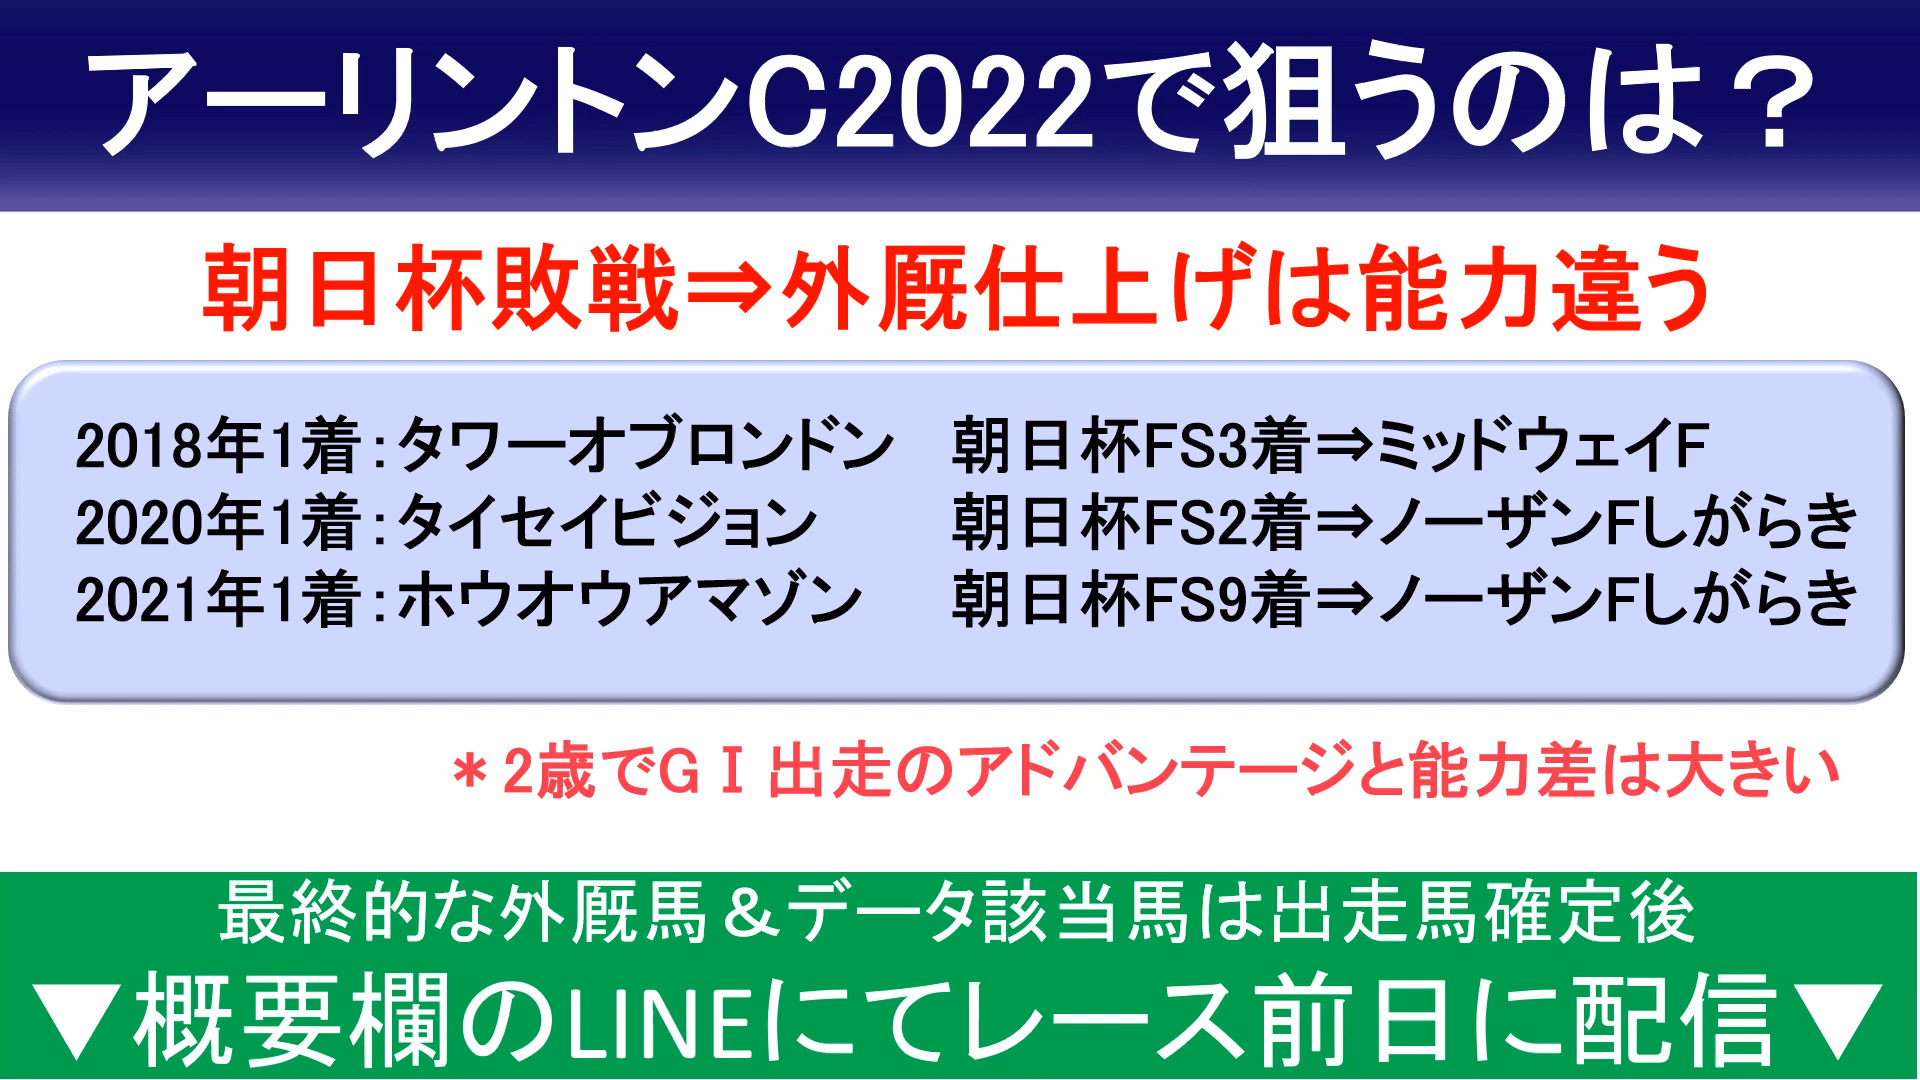 アーリントンC2022で狙うのは？
朝日杯敗戦⇒外厩仕上げは能力違う
2018年1着：タワーオブロンドン　朝日杯FS3着⇒ミッドウェイF
2020年1着：タイセイビジョン　朝日杯FS2着⇒ノーザンFしがらき
2021年1着：ホウオウアマゾン　朝日杯FS9着⇒ノーザンFしがらき
＊2歳でGⅠ出走のアドバンテージと能力差は大きい
最終的な外厩馬＆データ該当馬は出走馬確定後
▼概要欄のLINEにてレース前日に配信▼